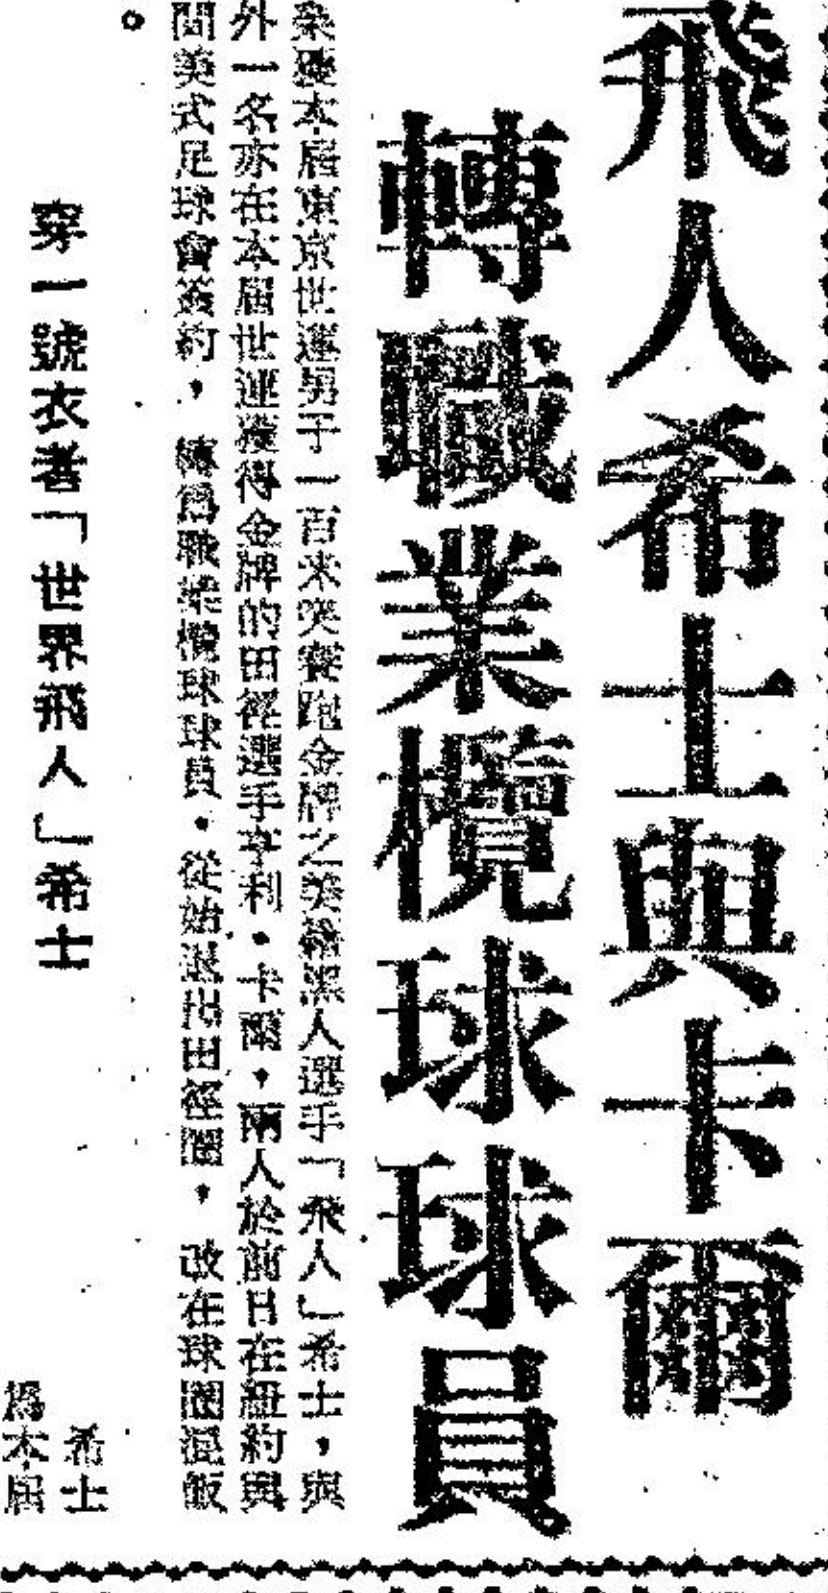 飛人希士與卡爾
轉職業欖球球員
榮膺本屆東京世運男子一百米決賽跑金牌之美籍黑人選手「飛人」希士，與
外一名亦在本屆世運獲得金牌的田徑選手亨利・卡爾，兩人於前日在紐約與
間美式足球會簽約，轉爲職業欖球球員・從始退出田徑圈，改在球圈混飯
。
穿一號衣者「世界飛人」希士
希士
爲本屆